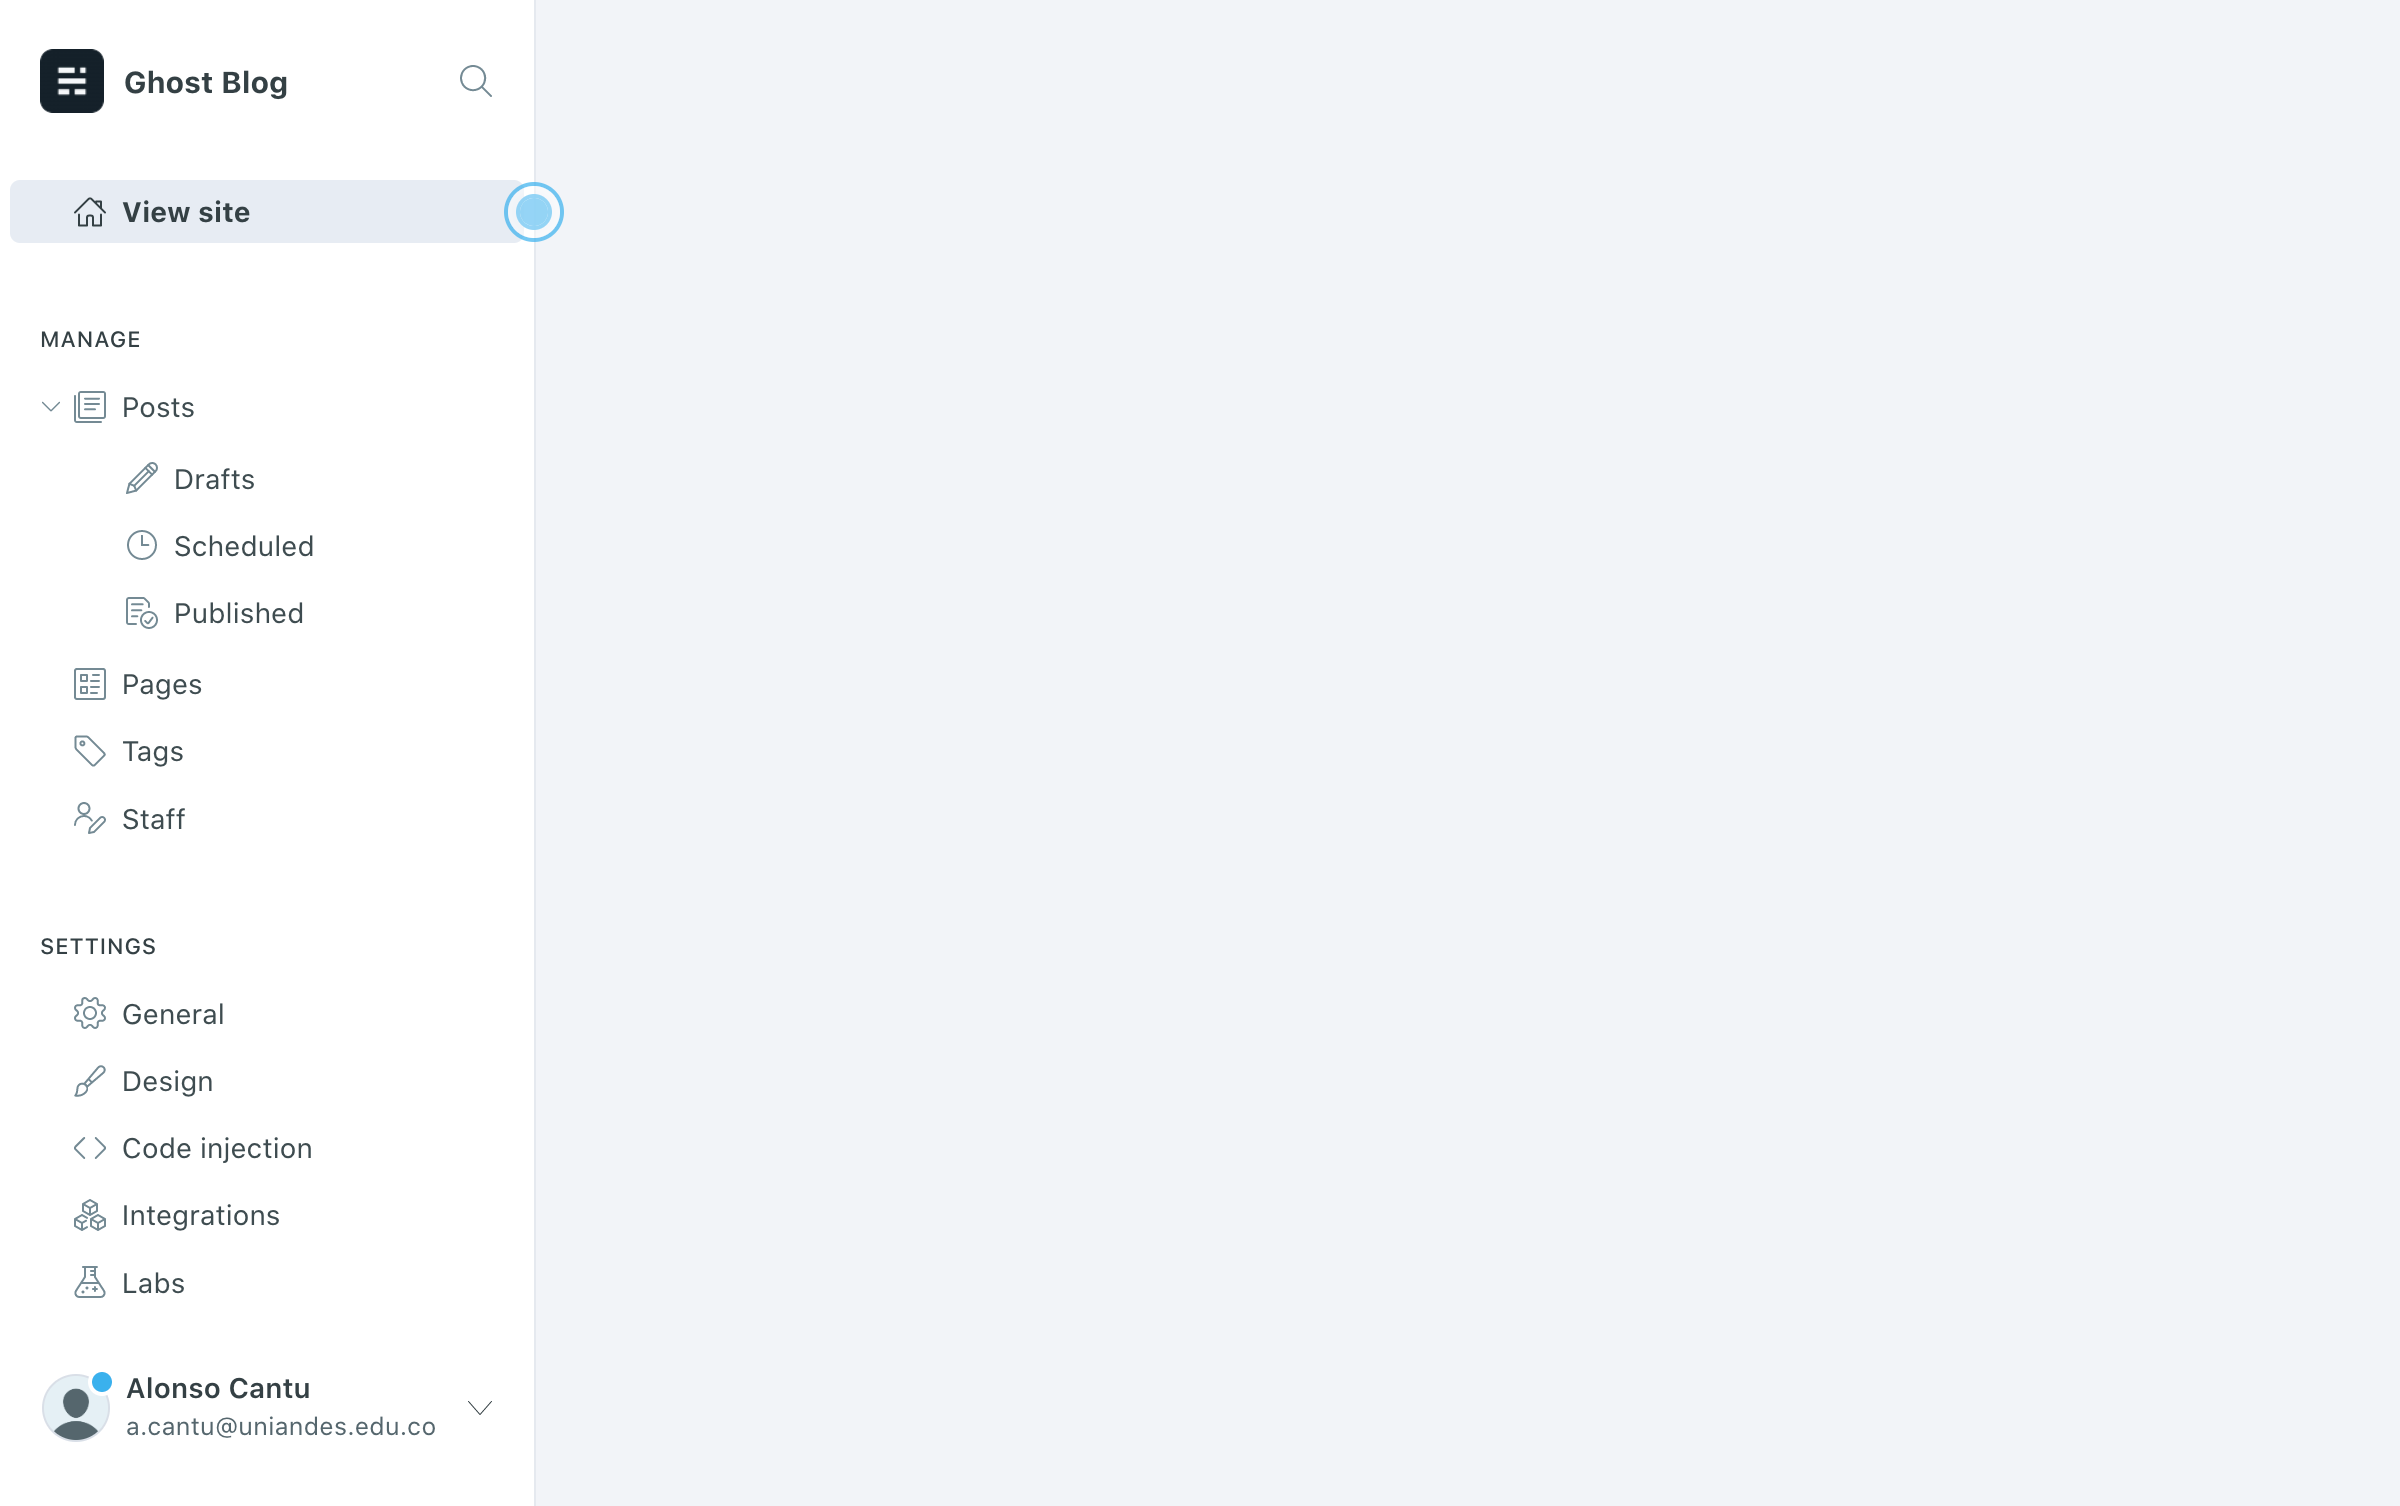 Ghost Blog
View site
MANAGE
Posts
Drafts
Scheduled
Published
Pages
Tags
Staff
SETTINGS
General
Design
Code injection
Integrations
Labs
Alonso Cantu
a.cantu@uniandes.edu.co